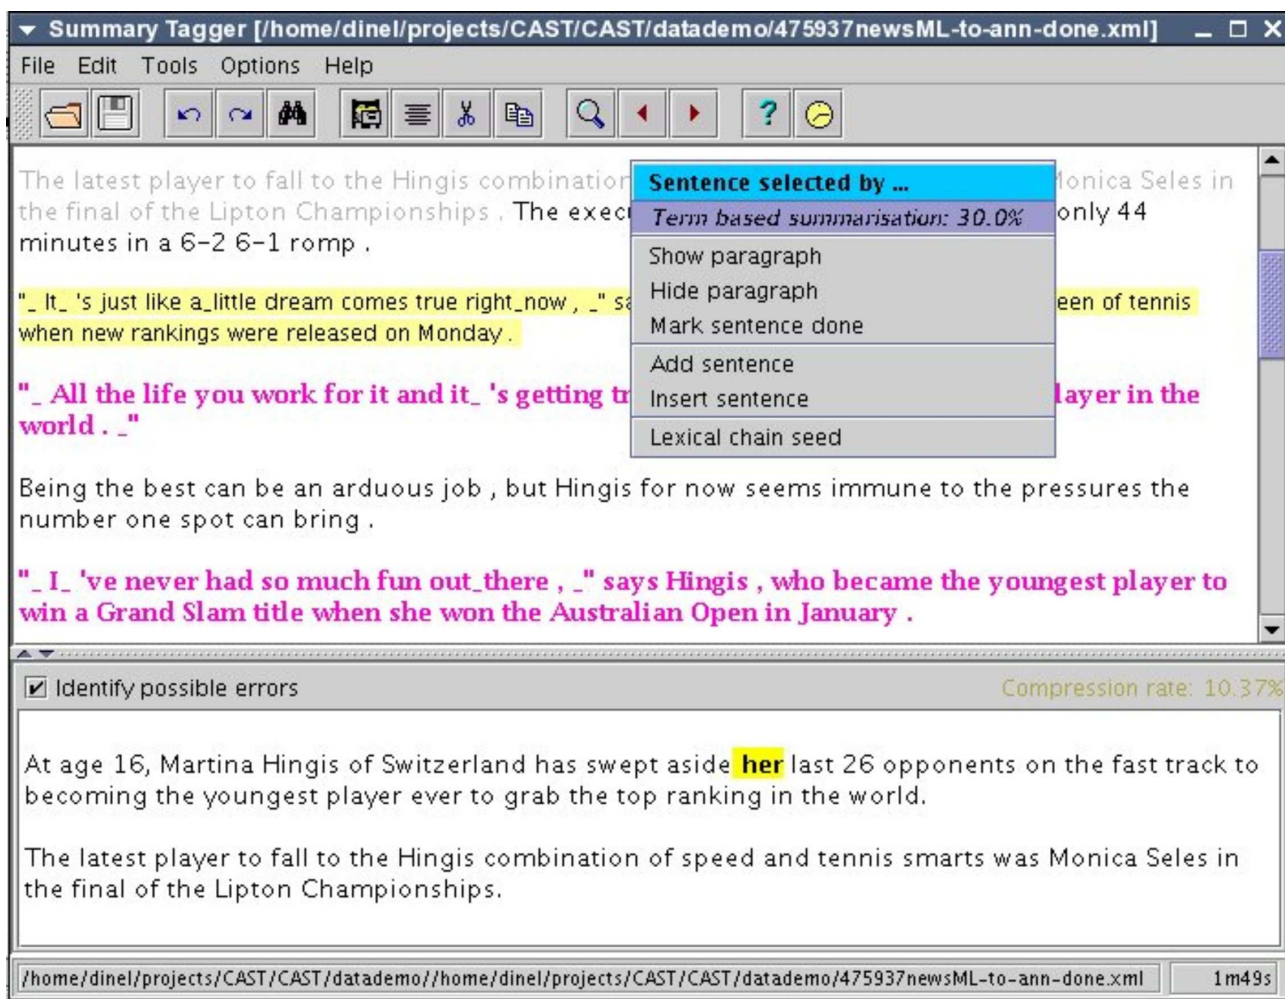 Summary Tagger [/home/dinel/projects/CAST/CAST/datademo/475937newsML-to-ann-done.xml]
File Edit Tools Options Help
The latest player to fall to the Hingis combination Monica Seles in
the final of the Lipton Championships . The only 44
minutes in a 6-2 6-1 romp .
"_ It_ 's just like a_little dream comes true right_now , _" of tennis
when new rankings were released on Monday .
"_ All the life you work for it and it_ 's getting in the
world . _"
Being the best can be an arduous job , but Hingis for now seems immune to the pressures the
number one spot can bring .
"_ I_ 've never had so much fun out_there , _" says Hingis , who became the youngest player to
win a Grand Slam title when she won the Australian Open in January .
Sentence selected by ...
Term based summarisation: 30.0%
Show paragraph
Hide paragraph
Mark sentence done
Add sentence
Insert sentence
Lexical chain seed
Identify possible errors Compression rate: 10.37%
At age 16, Martina Hingis of Switzerland has swept aside her last 26 opponents on the fast track to
becoming the youngest player ever to grab the top ranking in the world.
The latest player to fall to the Hingis combination of speed and tennis smarts was Monica Seles in
the final of the Lipton Championships.
/home/dinel/projects/CAST/CAST/datademo//home/dinel/projects/CAST/CAST/datademo/475937newsML-to-ann-done.xml 1m49s